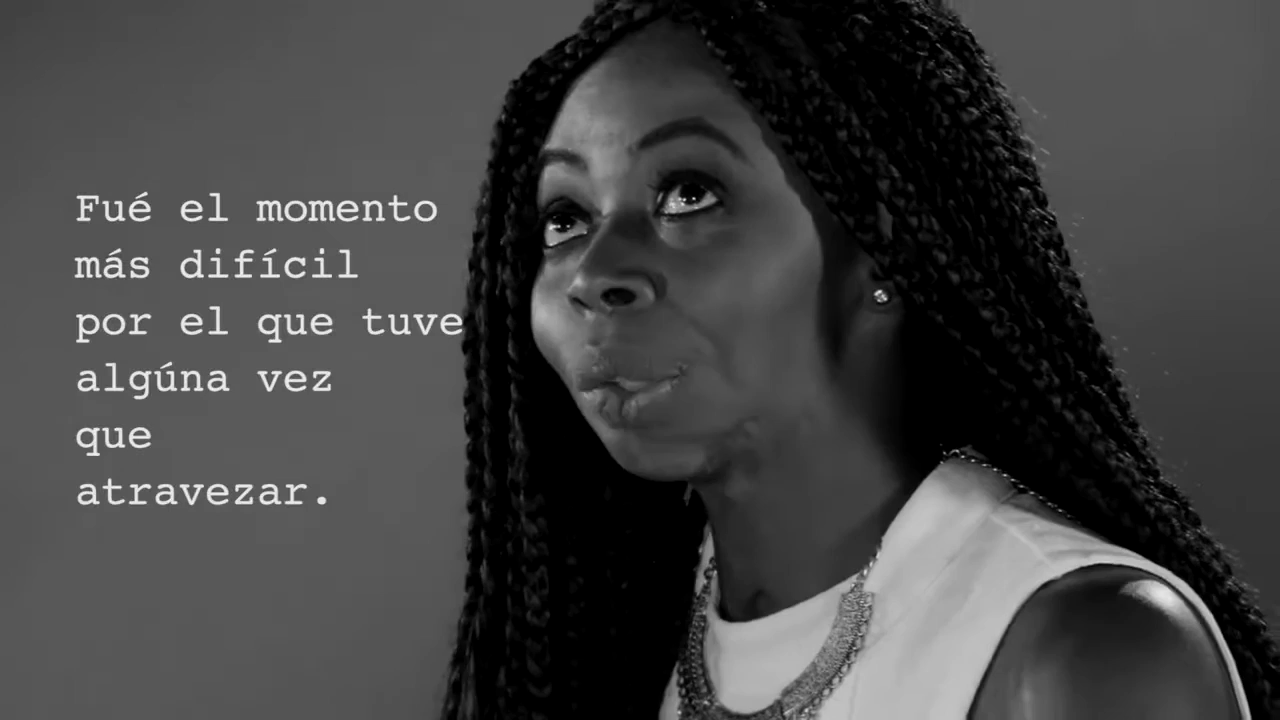 Fué el momento
más difícil
por el que tuve
algúna vez
que
atravezar.